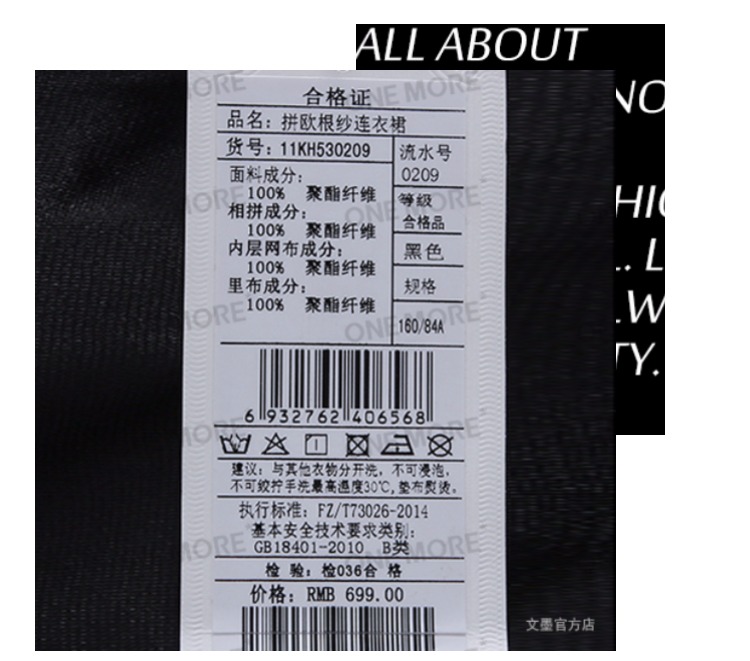 ALL ABOUT
合格证
品名：拼欧根纱连衣裙
货号：11KH530209
流水号
0209
面料成分：
100% 聚酯纤维
相拼成分：
100% 聚酯纤维
内层网布成分：
100% 聚酯纤维
里布成分：
100% 聚酯纤维
等级
合格品
黑色
规格
160/84A
6 932762 406568
建议：与其他衣物分开洗，不可浸泡，
不可绞拧手洗最高温度30℃,垫布熨烫。
执行标准：FZ/T73026-2014
基本安全技术要求类别：
GB18401-2010 B类
检 验：检036合 格
价格：RMB 699.00
ONE MORE
文墨官方店
NO
HIC
. L
.W
TY.